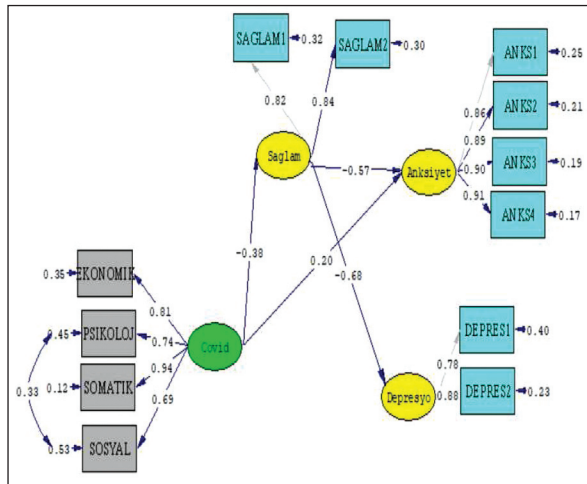 SAGLAM1
0.32
SAGLAM2
0.30
ANKS1
0.25
0.82
0.84
0.86
ANKS2
0.21
0.89
Saglam
-0.57
Anksiyet
0.90
ANKS3
0.19
0.91
ANKS4
0.17
-0.38
0.20
-0.68
0.35
EKONOMIK
0.81
0.45
PSIKOLOJ
0.74
Covid
DEPRES1
0.40
0.33
0.12
SOMATIK
0.94
0.78
0.69
Depresyo
0.88
DEPRES2
0.23
0.53
SOSYAL